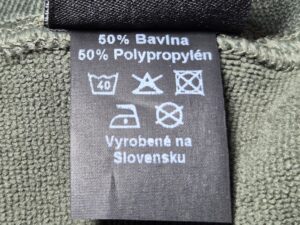 50% Bavlna
50% Polypropylén
40
Vyrobené na
Slovensku